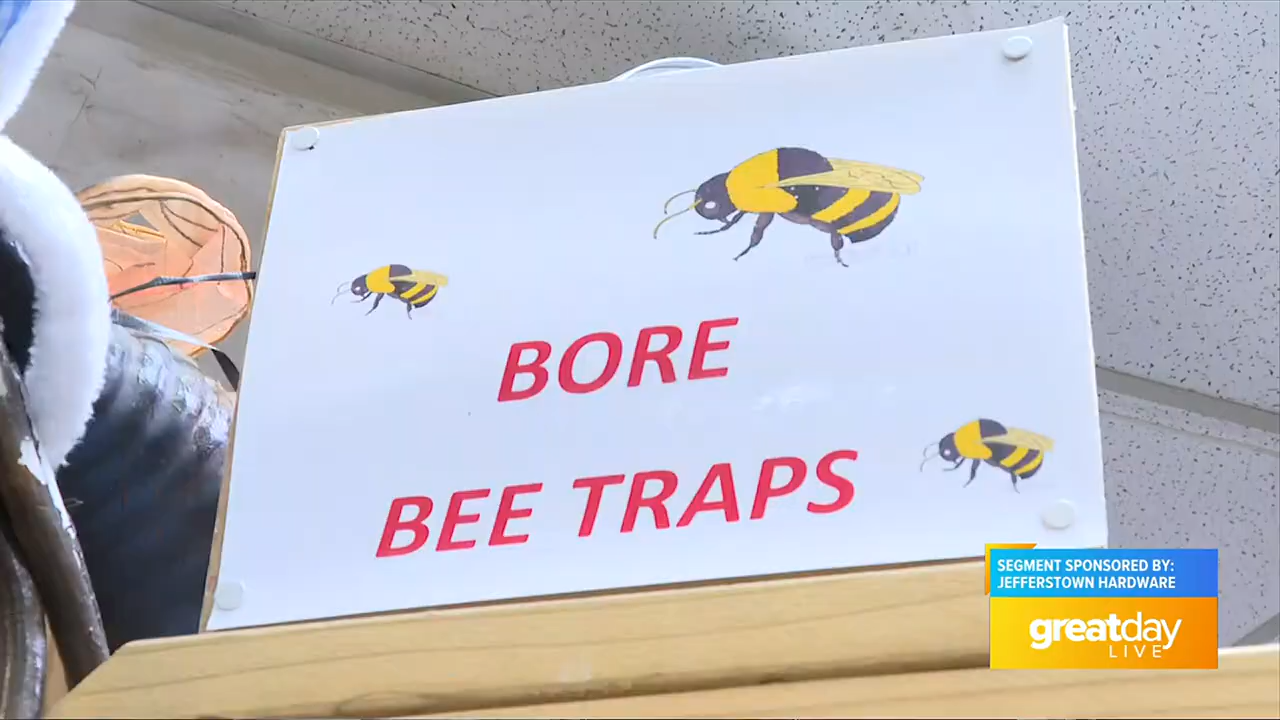 BORE
BEE TRAPS
SEGMENT SPONSORED BY:
JEFFERSTOWN HARDWARE
greatday
LIVE